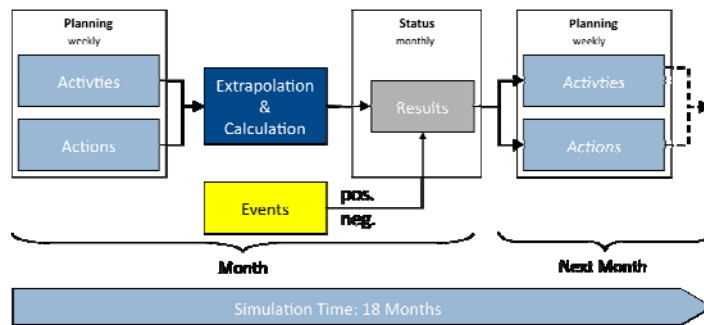 Planning
weekly
Activties
Actions
Extrapolation
&
Calculation
Events
Status
monthly
Results
pos.
neg.
Planning
weekly
Activties
Actions
Month
Next Month
Simulation Time: 18 Months